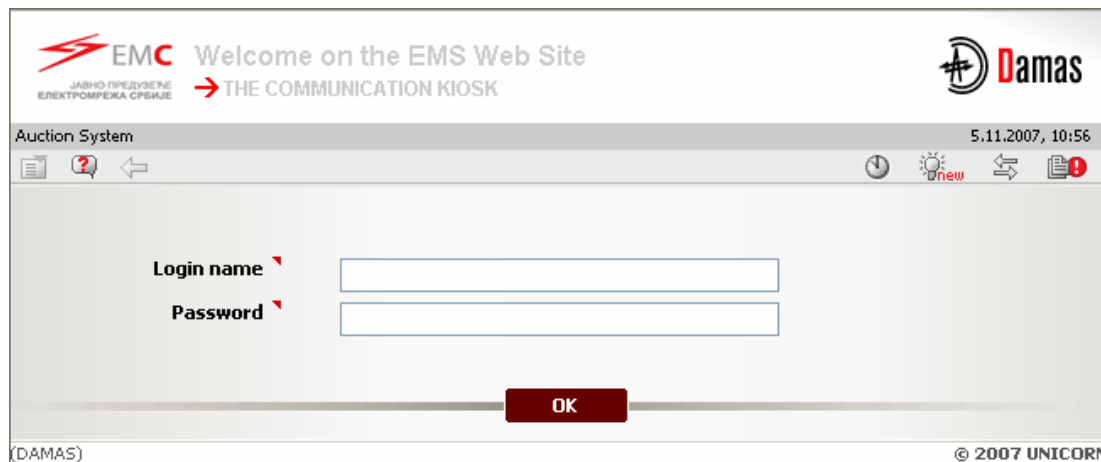 EMC Welcome on the EMS Web Site
ЈАВНО ПРЕДУЗЕЋЕ
ЕЛЕКТРОМРЕЖА СРБИЈЕ
→ THE COMMUNICATION KIOSK
Damas
Auction System 5.11.2007, 10:56
new
Login name
Password
OK
(DAMAS) © 2007 UNICORN